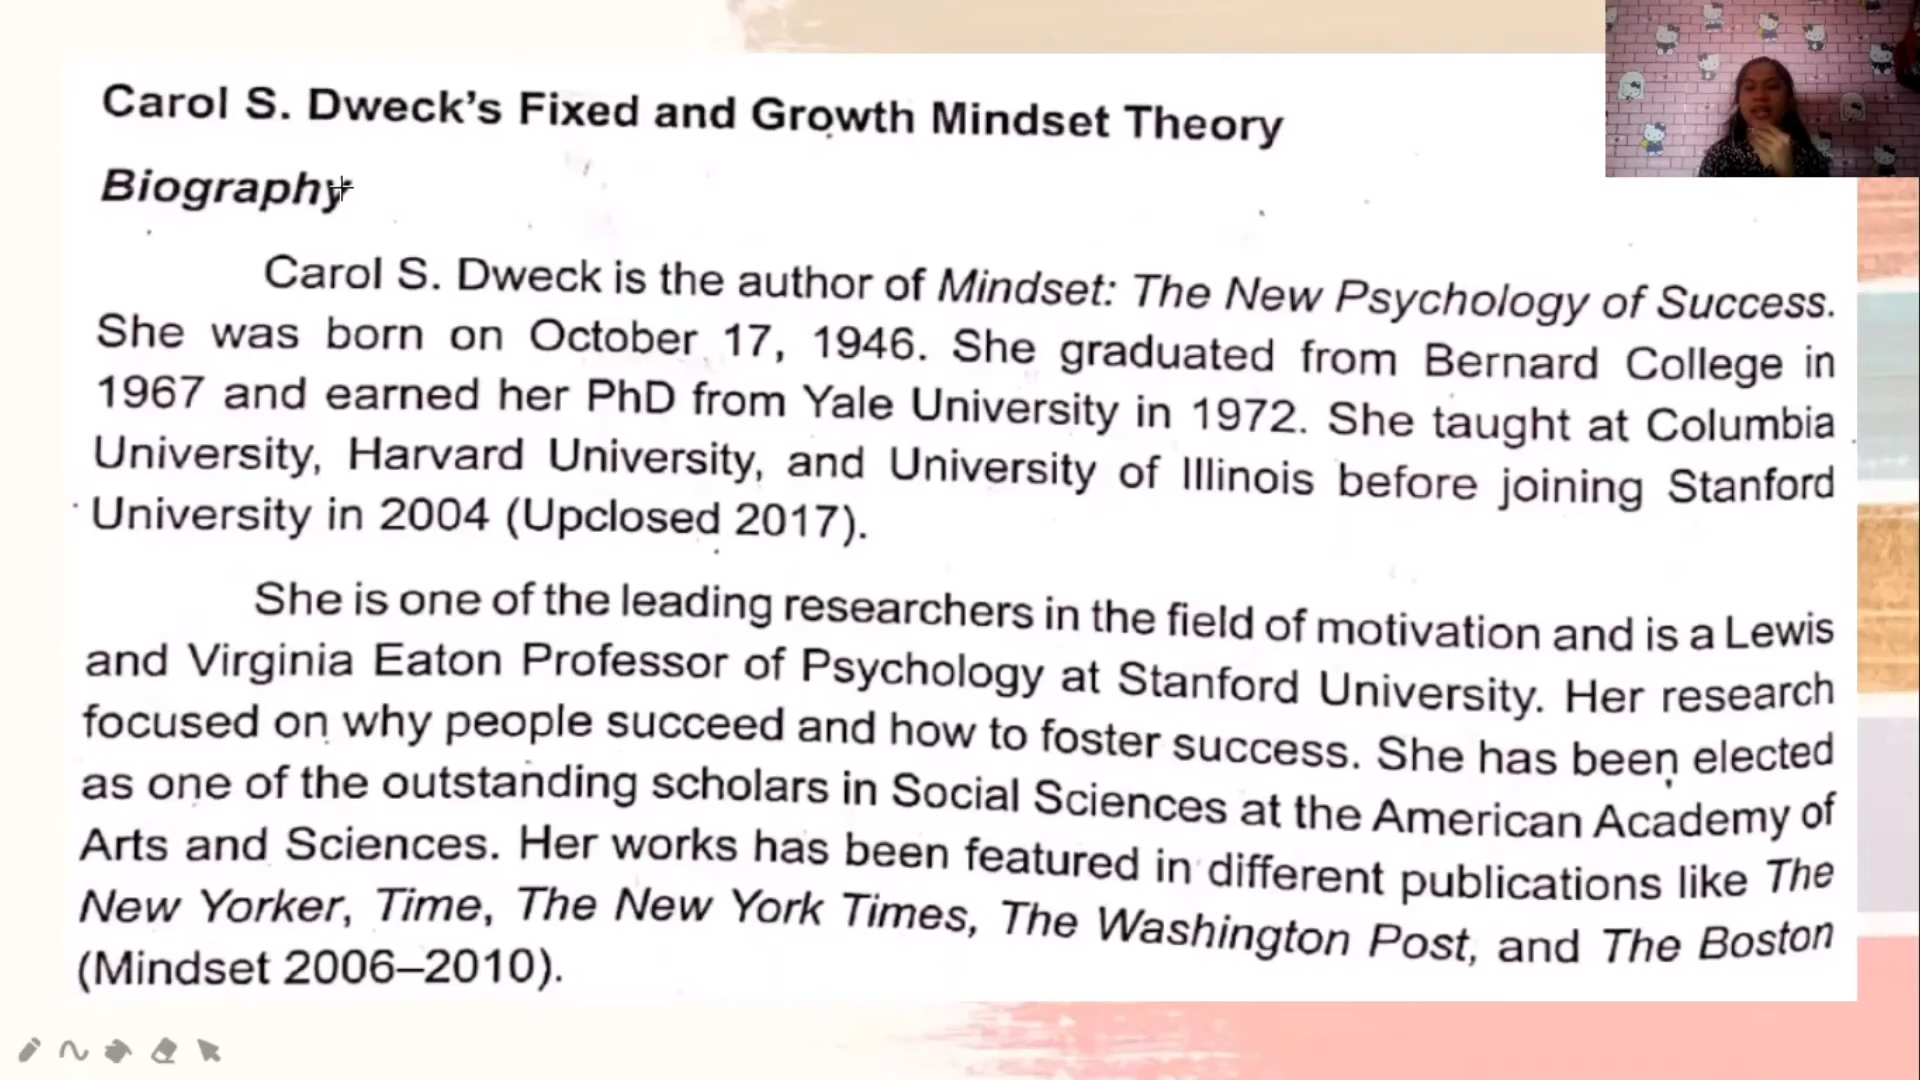 Carol S. Dweck's Fixed and Growth Mindset Theory
Biography
Carol S. Dweck is the author of Mindset: The New Psychology of Success.
She was born on October 17, 1946. She graduated from Bernard College in
1967 and earned her PhD from Yale University in 1972. She taught at Columbia
University, Harvard University, and University of Illinois before joining Stanford
University in 2004 (Upclosed 2017).
She is one of the leading researchers in the field of motivation and is a Lewis
and Virginia Eaton Professor of Psychology at Stanford University. Her research
focused on why people succeed and how to foster success. She has been elected
as one of the outstanding scholars in Social Sciences at the American Academy of
Arts and Sciences. Her works has been featured in different publications like The
New Yorker, Time, The New York Times, The Washington Post, and The Boston
(Mindset 2006–2010).